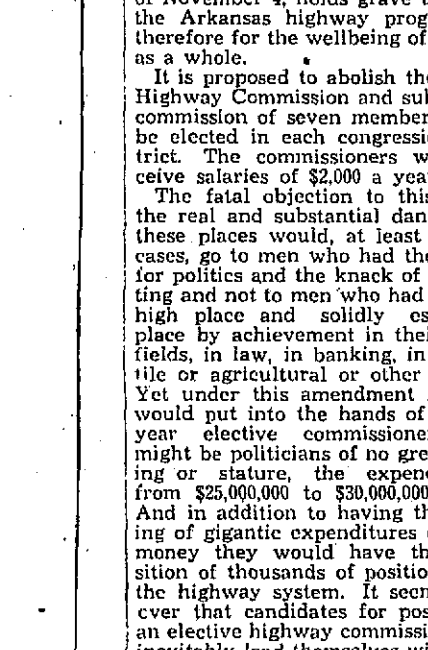 of November 4, holds grave
the Arkansas highway prog
therefore for the wellbeing of
as a whole.
It is proposed to abolish the
Highway Commission and sub
commission of seven member
be elected in each congressi
trict. The commissioners w
ceive salaries of $2,000 a yea
The fatal objection to this
the real and substantial dan
these places would, at least
cases, go to men who had the
for politics and the knack of
ting and not to men who had
high place and solidly es
place by achievement in thei
fields, in law, in banking, in
tile or agricultural or other
Yet under this amendment
would put into the hands of
year elective commissione
might be politicians of no gre
ing or stature, the expend
from $25,000,000 to $30,000,000
And in addition to having th
ing of gigantic expenditures
money they would have th
sition of thousands of positio
the highway system. It seem
ever that candidates for pos
an elective highway commissi
inevitably lend themselves wi